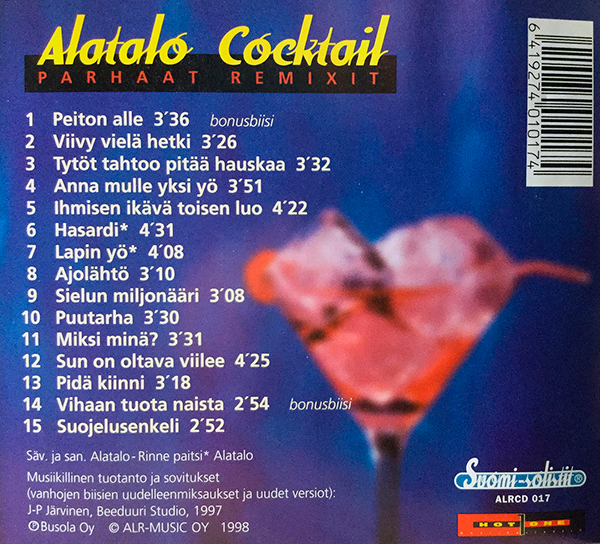 Alatalo Cocktail
PARHAAT REMIXIT
6 419274 010174
1 Peiton alle 3´36 bonusbiisi
2 Viivy vielä hetki 3´26
3 Tytöt tahtoo pitää hauskaa 3´32
4 Anna mulle yksi yö 3´51
5 Ihmisen ikävä toisen luo 4´22
6 Hasardi* 4´31
7 Lapin yö* 4´08
8 Ajolähtö 3´10
9 Sielun miljonääri 3´08
10 Puutarha 3´30
11 Miksi minä? 3´31
12 Sun on oltava viilee 4´25
13 Pidä kiinni 3´18
14 Vihaan tuota naista 2´54 bonusbiisi
15 Suojelusenkeli 2´52
Säv. ja san. Alatalo-Rinne paitsi* Alatalo
Musiikillinen tuotanto ja sovitukset
(vanhojen biisien uudelleenmiksaukset ja uudet versiot):
J-P Järvinen, Beeduuri Studio, 1997
℗ Busola Oy © ALR-MUSIC OY 1998
Suomi-solistit®
ALRCD 017
HOT ONE